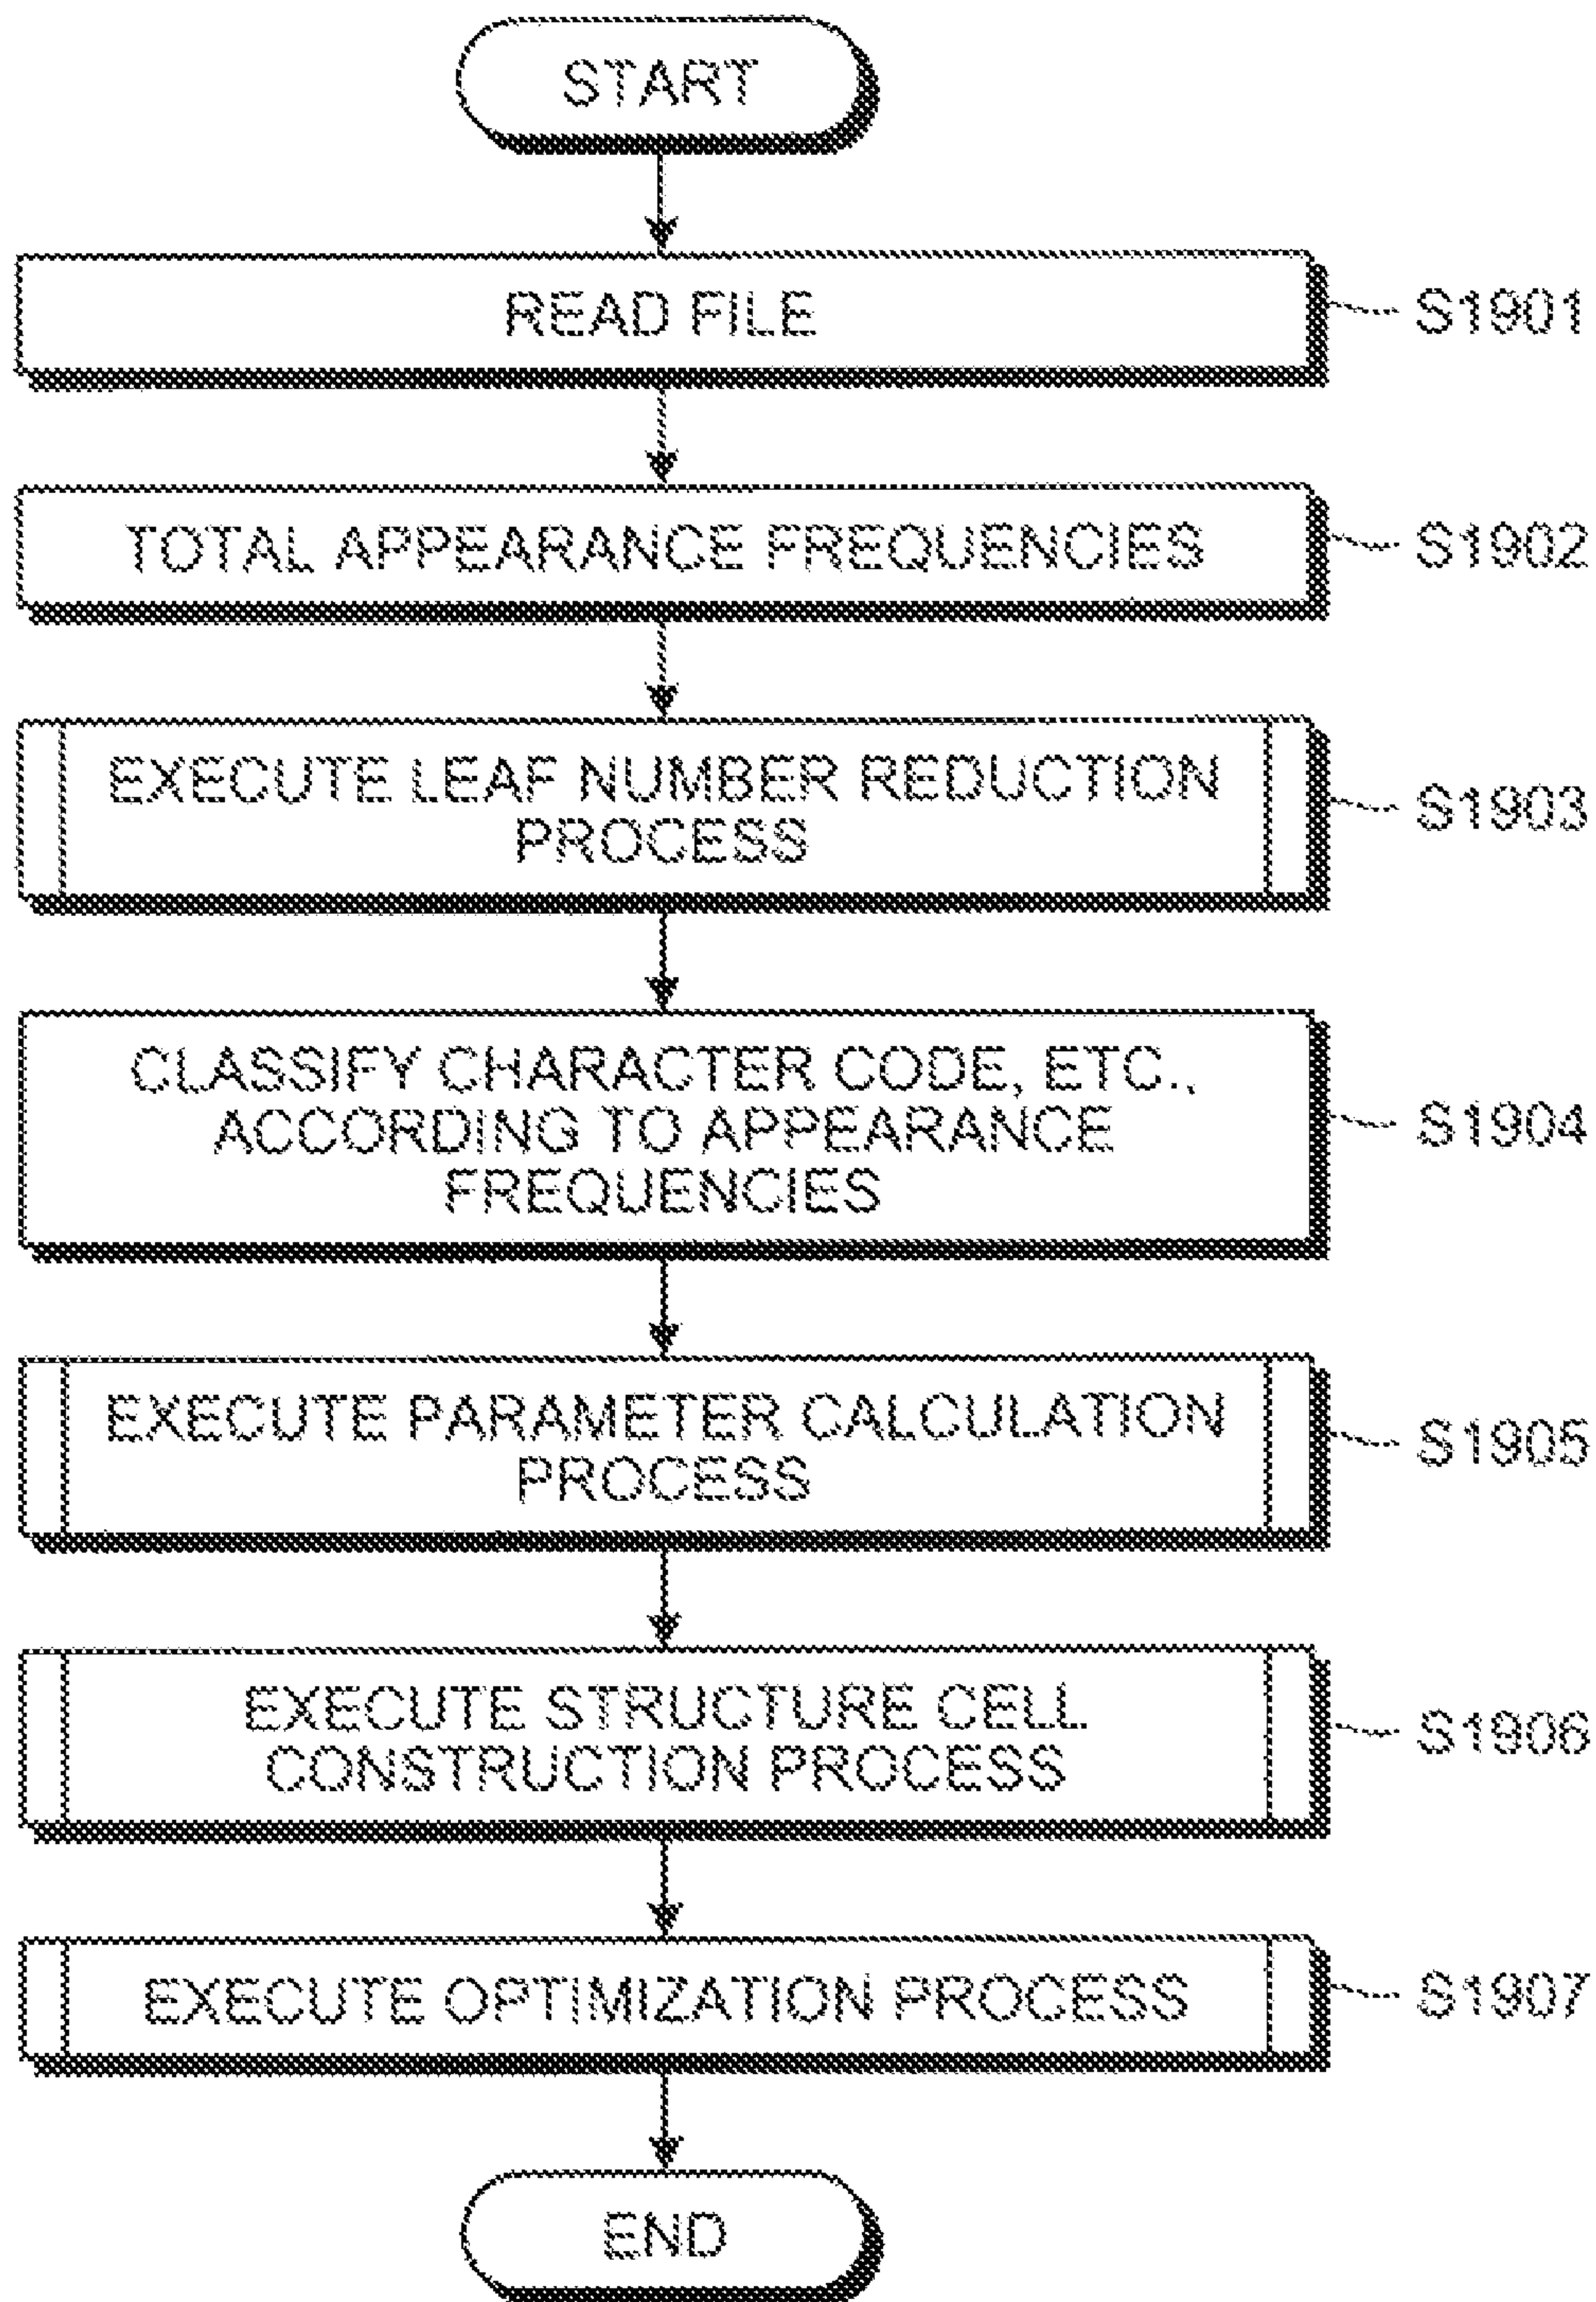 START
READ FILE
S1901
TOTAL APPEARANCE FREQUENCIES
S1902
EXECUTE LEAF NUMBER REDUCTION
PROCESS
S1903
CLASSIFY CHARACTER CODE, ETC.,
ACCORDING TO APPEARANCE
FREQUENCIES
S1904
EXECUTE PARAMETER CALCULATION
PROCESS
S1905
EXECUTE STRUCTURE CELL
CONSTRUCTION PROCESS
S1906
EXECUTE OPTIMIZATION PROCESS
S1907
END